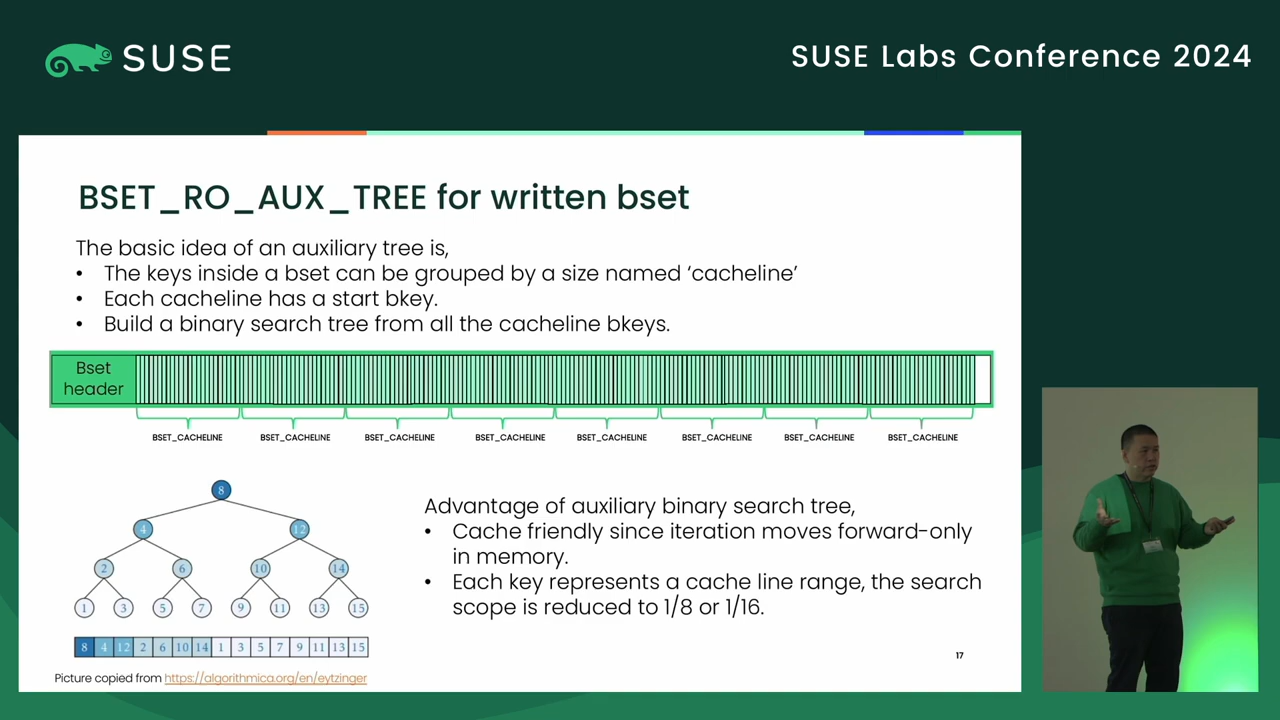 SUSE
SUSE Labs Conference 2024
BSET_RO_AUX_TREE for written bset
The basic idea of an auxiliary tree is,
• The keys inside a bset can be grouped by a size named ‘cacheline’
• Each cacheline has a start bkey.
• Build a binary search tree from all the cacheline bkeys.
Bset
header
BSET_CACHELINE BSET_CACHELINE BSET_CACHELINE BSET_CACHELINE BSET_CACHELINE BSET_CACHELINE BSET_CACHELINE BSET_CACHELINE
8
4 12
2 6 10 14
1 3 5 7 9 11 13 15
8 4 12 2 6 10 14 1 3 5 7 9 11 13 15
Picture copied from https://algorithmica.org/en/eytzinger
Advantage of auxiliary binary search tree,
• Cache friendly since iteration moves forward-only
in memory.
• Each key represents a cache line range, the search
scope is reduced to 1/8 or 1/16.
17